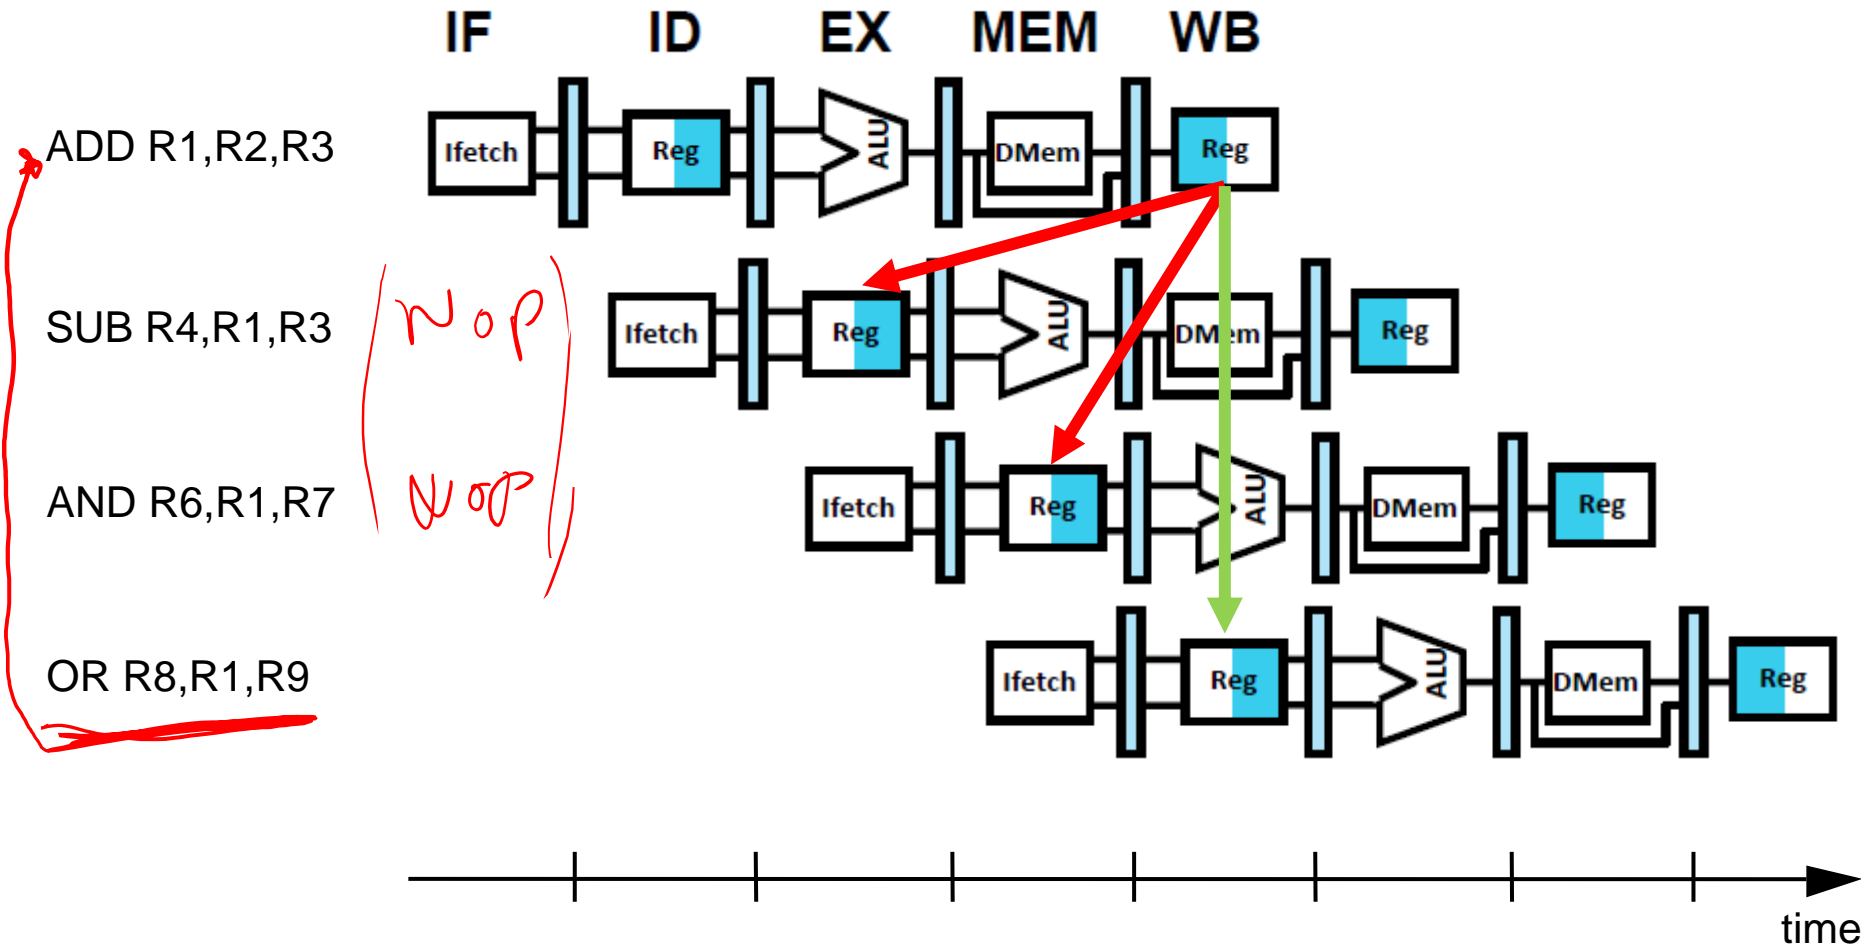 IF ID EX MEM WB
ADD R1,R2,R3 Ifetch Reg ALU DMem Reg
SUB R4,R1,R3 Nop Ifetch Reg ALU DMem Reg
AND R6,R1,R7 Nop Ifetch Reg ALU DMem Reg
OR R8,R1,R9 Ifetch Reg ALU DMem Reg
time